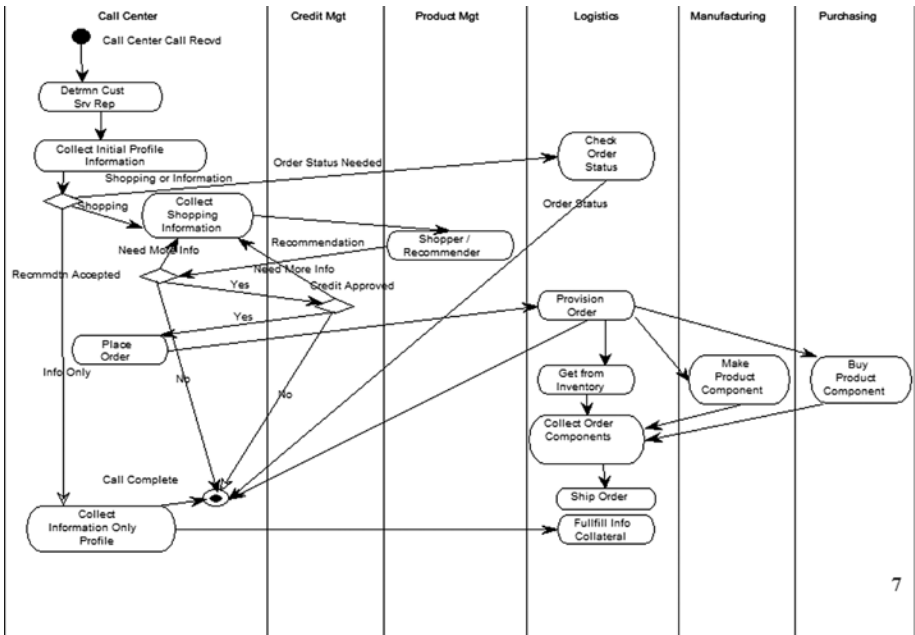 Call Center
Credit Mgt
Product Mgt
Logistics
Manufacturing
Purchasing
Call Center Call Recvd
Detrmn Cust
Srv Rep
Collect Initial Profile
Information
Check
Order
Status
Order Status Needed
Shopping or Information
Shopping
Collect
Shopping
Information
Order Status
Need More Info
Recommendation
Shopper /
Recommender
Need More Info
Recmmdtn Accepted
Yes
Credit Approved
Provision
Order
Yes
Place
Order
Info Only
No
No
Get from
Inventory
Make
Product
Component
Buy
Product
Component
Collect Order
Components
Call Complete
Ship Order
Collect
Information Only
Profile
Fullfill Info
Collateral
7